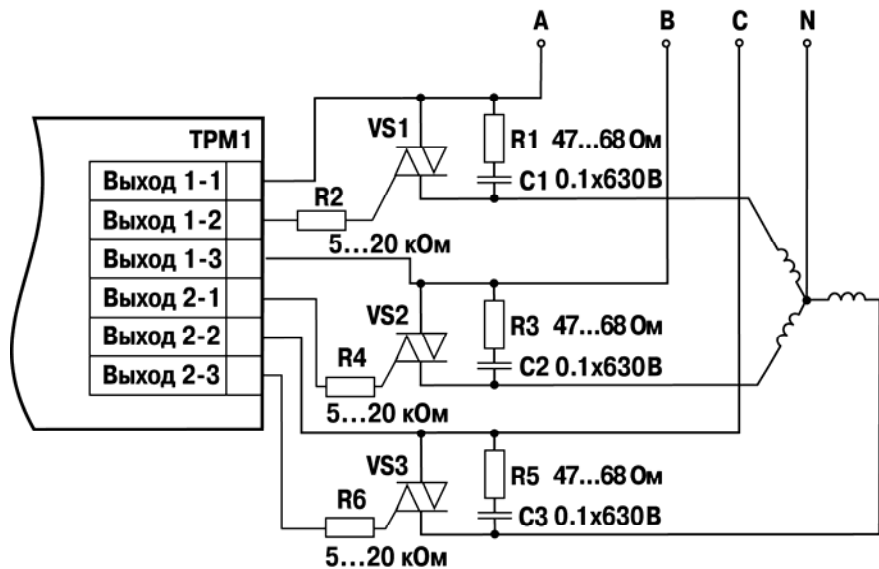 A B C N
ТРМ1
VS1
R1 47...68 Ом
C1 0.1x630В
Выход 1-1
R2
Выход 1-2
5...20 кОм
Выход 1-3
Выход 2-1
VS2
R3 47...68 Ом
Выход 2-2
R4
C2 0.1x630В
Выход 2-3
5...20 кОм
VS3
R5 47...68 Ом
R6
C3 0.1x630В
5...20 кОм